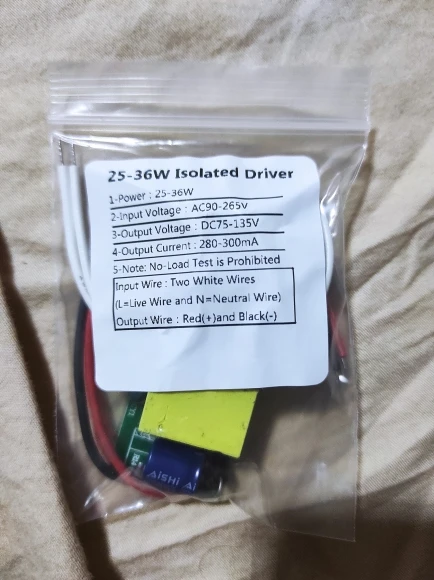 25-36W Isolated Driver
1-Power : 25-36W
2-Input Voltage : AC90-265V
3-Output Voltage : DC75-135V
4-Output Current : 280-300mA
5-Note: No-Load Test is Prohibited
Input Wire : Two White Wires
(L=Live Wire and N=Neutral Wire)
Output Wire : Red(+)and Black(-)
T2
AiSHi Ai